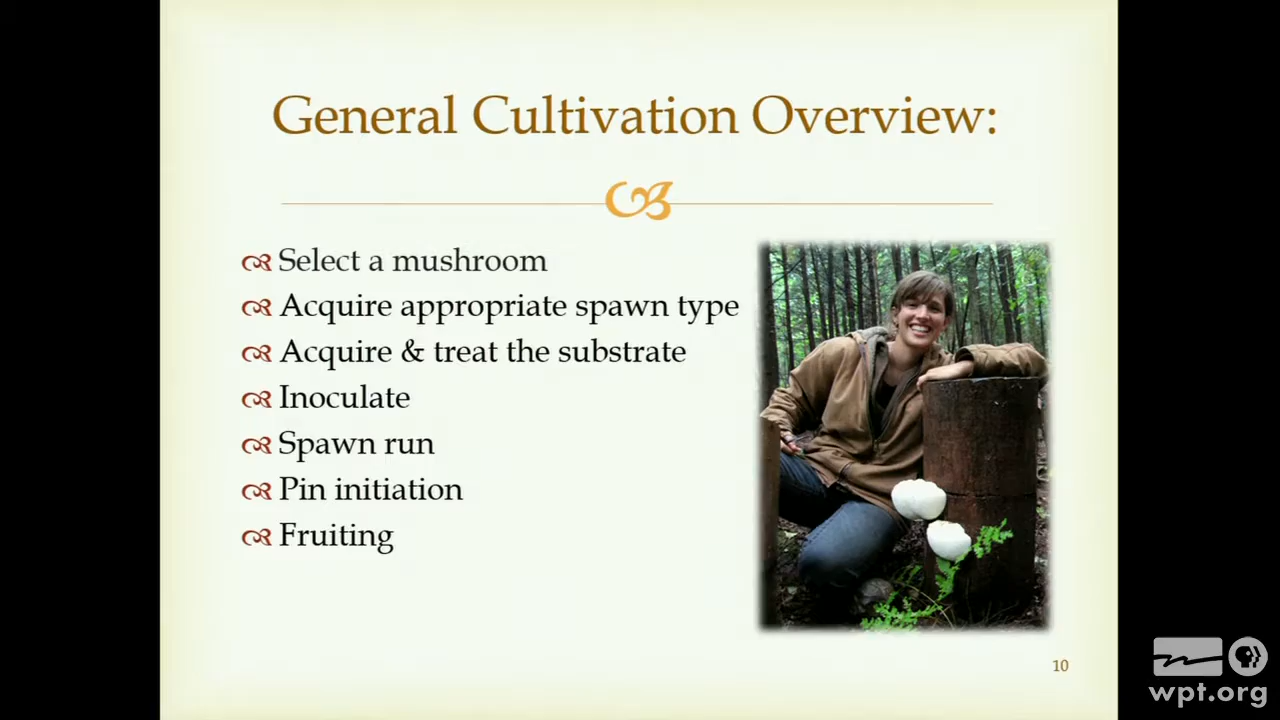 General Cultivation Overview:
Select a mushroom
Acquire appropriate spawn type
Acquire & treat the substrate
Inoculate
Spawn run
Pin initiation
Fruiting
10
wpt.org